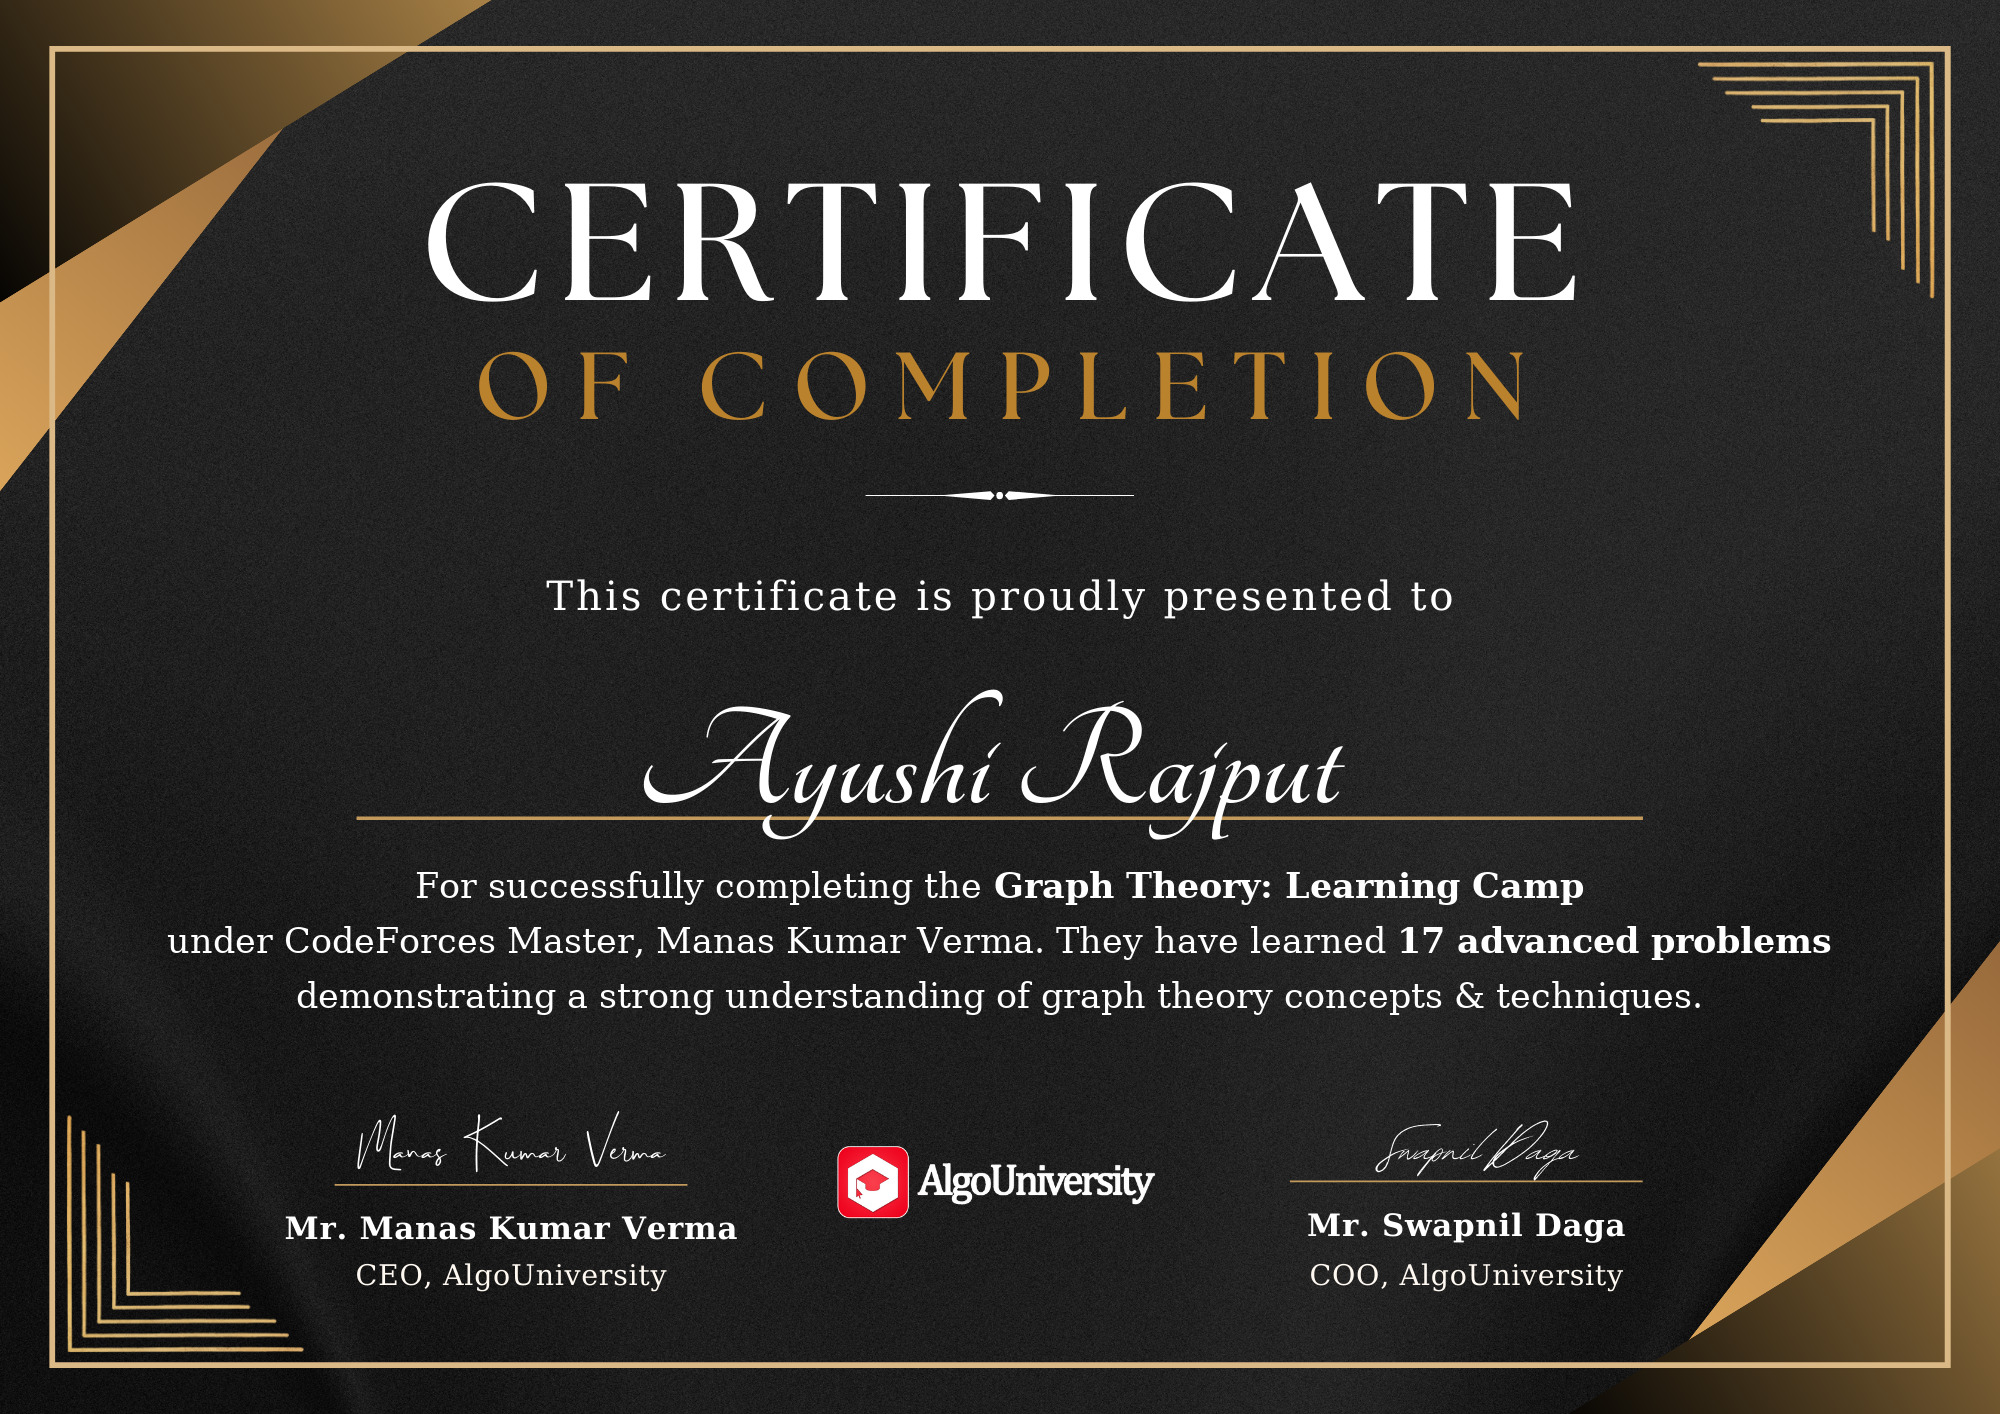 CERTIFICATE
OF COMPLETION
This certificate is proudly presented to
Ayushi Rajput
For successfully completing the Graph Theory: Learning Camp
under CodeForces Master, Manas Kumar Verma. They have learned 17 advanced problems
demonstrating a strong understanding of graph theory concepts & techniques.
Manas Kumar Verma
Mr. Manas Kumar Verma
CEO, AlgoUniversity
AlgoUniversity
Swapnil Daga
Mr. Swapnil Daga
COO, AlgoUniversity